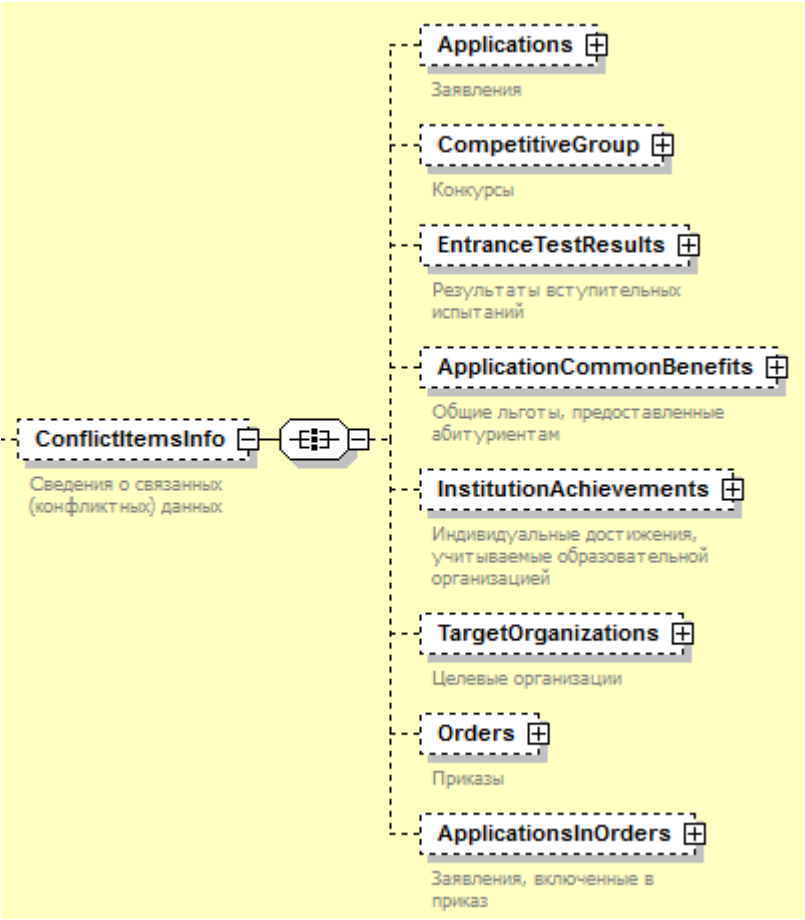 Applications
Заявления
CompetitiveGroup
Конкурсы
EntranceTestResults
Результаты вступительных
испытаний
ApplicationCommonBenefits
Общие льготы, предоставленные
абитуриентам
ConflictItemsInfo
Сведения о связанных
(конфликтных) данных
InstitutionAchievements
Индивидуальные достижения,
учитываемые образовательной
организацией
TargetOrganizations
Целевые организации
Orders
Приказы
ApplicationsInOrders
Заявления, включенные в
приказ